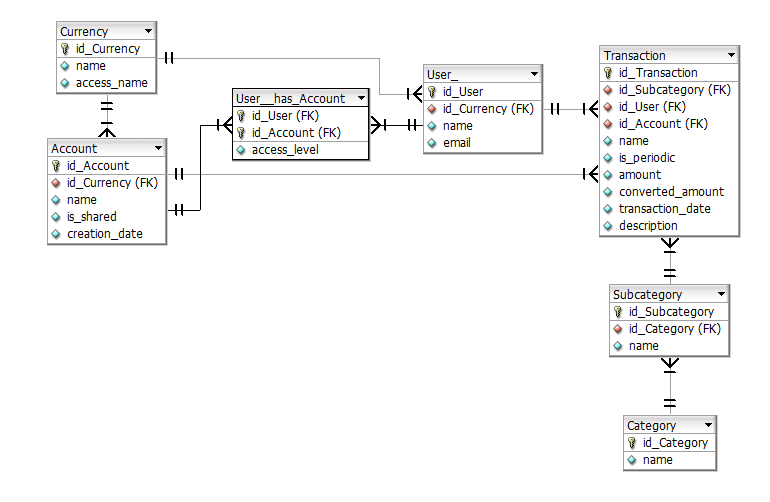 Currency
id_Currency
name
access_name
Account
id_Account
id_Currency (FK)
name
is_shared
creation_date
User__has_Account
id_User (FK)
id_Account (FK)
access_level
User_
id_User
id_Currency (FK)
name
email
Transaction
id_Transaction
id_Subcategory (FK)
id_User (FK)
id_Account (FK)
name
is_periodic
amount
converted_amount
transaction_date
description
Subcategory
id_Subcategory
id_Category (FK)
name
Category
id_Category
name